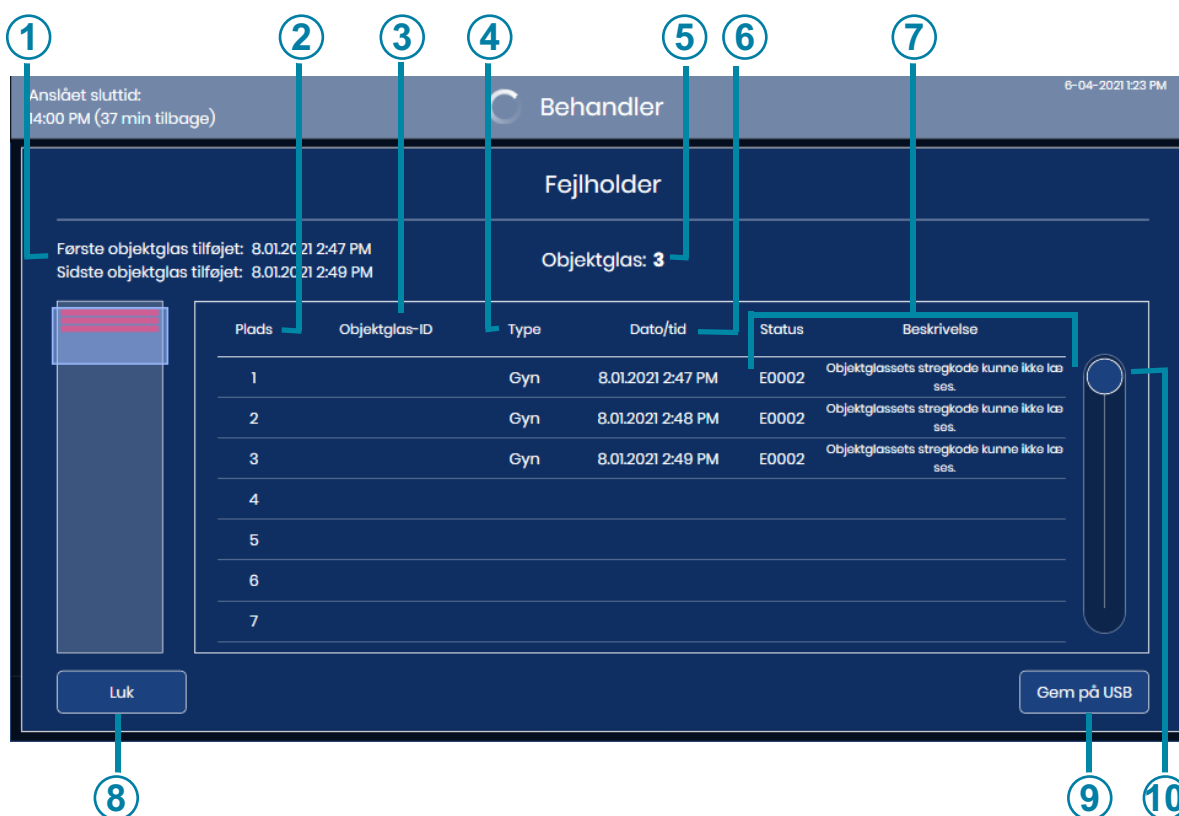 1 2 3 4 5 6 7
Anslået sluttid:
14:00 PM (37 min tilbage)
Behandler
6-04-2021 1:23 PM
Fejlholder
Første objektglas tilføjet: 8.01.2021 2:47 PM
Sidste objektglas tilføjet: 8.01.2021 2:49 PM
Objektglas: 3
Plads Objektglas-ID Type Dato/tid Status Beskrivelse
1 Gyn 8.01.2021 2:47 PM E0002 Objektglassets stregkode kunne ikke læ
ses.
2 Gyn 8.01.2021 2:48 PM E0002 Objektglassets stregkode kunne ikke læ
ses.
3 Gyn 8.01.2021 2:49 PM E0002 Objektglassets stregkode kunne ikke læ
ses.
4
5
6
7
Luk
Gem på USB
8 9 10